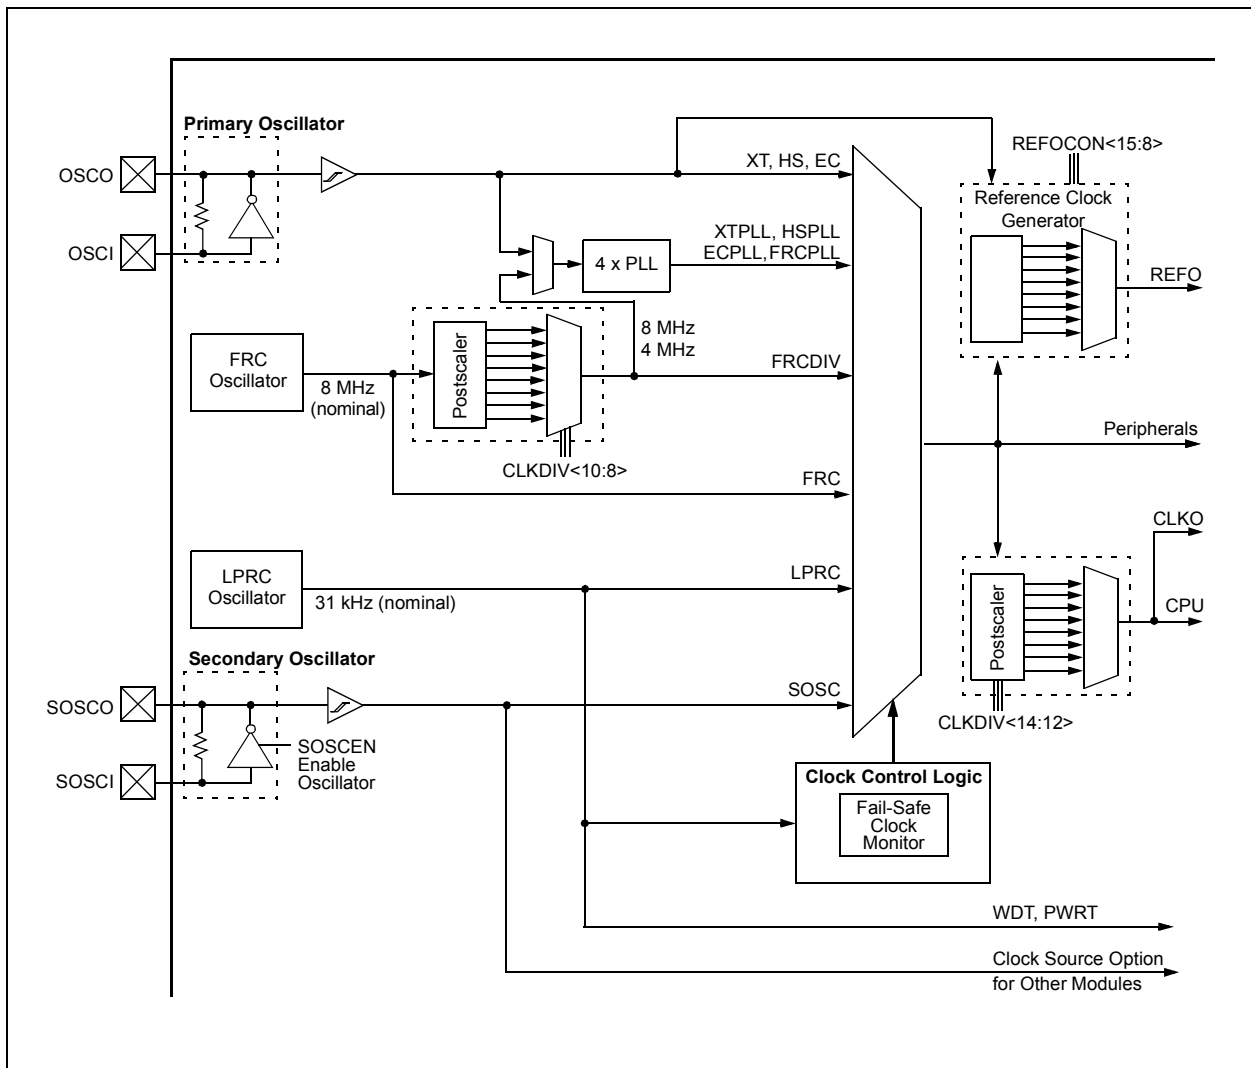 Primary Oscillator
OSCO
OSCI
XT, HS, EC
REFOCON<15:8>
Reference Clock
Generator
REFO
XTPLL, HSPLL
ECPLL,FRCPLL
4 x PLL
8 MHz
4 MHz
FRC
Oscillator
8 MHz
(nominal)
Postscaler
CLKDIV<10:8>
FRCDIV
Peripherals
FRC
CLKO
CPU
LPRC
Oscillator
31 kHz (nominal)
LPRC
Postscaler
CLKDIV<14:12>
Secondary Oscillator
SOSCO
SOSCI
SOSCEN
Enable
Oscillator
SOSC
Clock Control Logic
Fail-Safe
Clock
Monitor
WDT, PWRT
Clock Source Option
for Other Modules